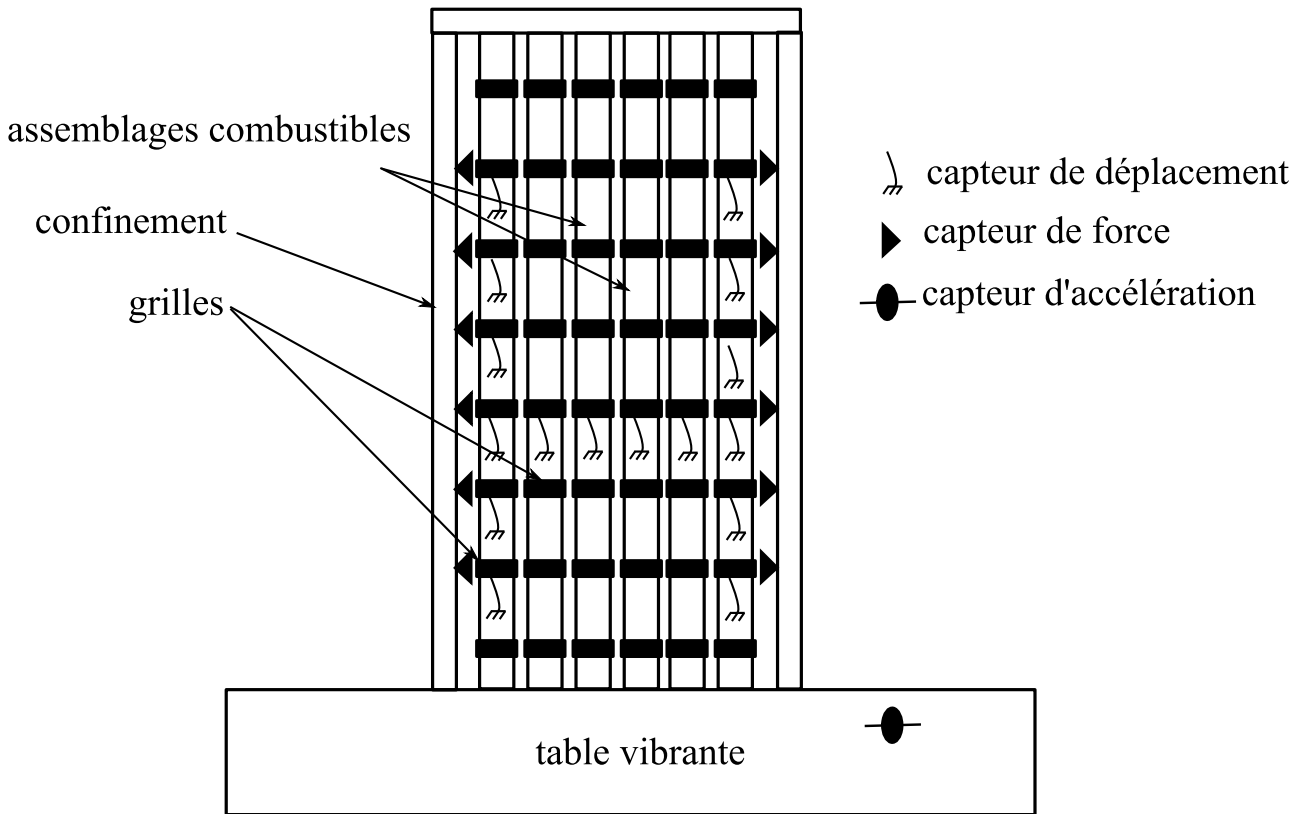 assemblages combustibles
confinement
grilles
capteur de déplacement
capteur de force
capteur d'accélération
table vibrante